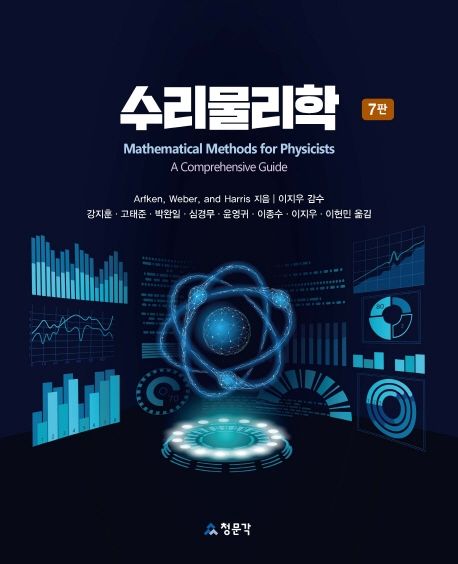 수리물리학 7판
Mathematical Methods for Physicists
A Comprehensive Guide
Arfken, Weber, and Harris 지음 | 이지우 감수
강지훈 · 고태준 · 박완일 · 심경무 · 윤영귀 · 이종수 · 이지우 · 이현민 옮김
70
청문각